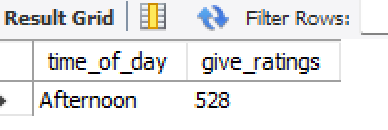 Result Grid Filter Rows:
time_of_day give_ratings
Afternoon 528